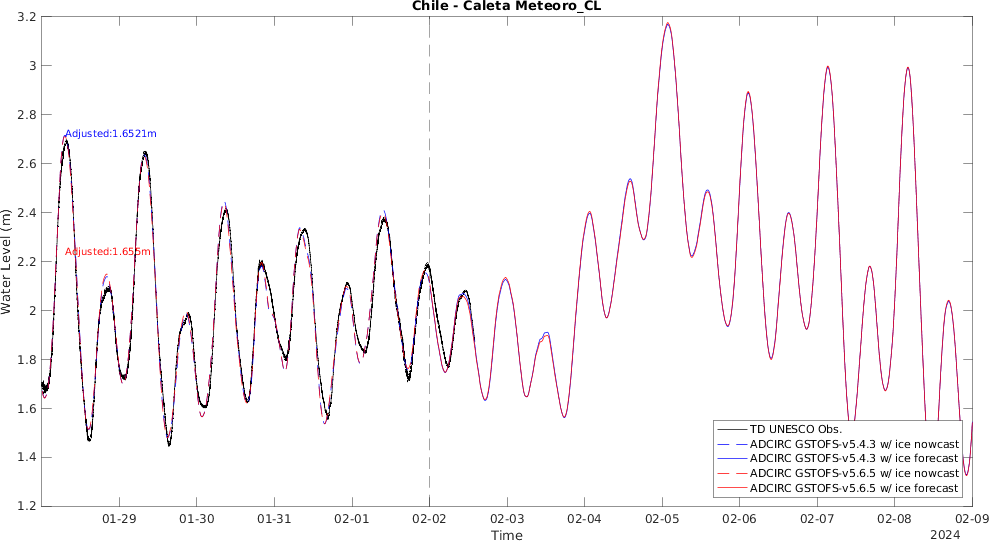 Chile - Caleta Meteoro_CL
3.2
3
2.8
2.6
2.4
2.2
2
1.8
1.6
1.4
1.2
Water Level (m)
Adjusted:1.6521m
Adjusted:1.655m
TD UNESCO Obs.
ADCIRC GSTOFS-v5.4.3 w/ ice nowcast
ADCIRC GSTOFS-v5.4.3 w/ ice forecast
ADCIRC GSTOFS-v5.6.5 w/ ice nowcast
ADCIRC GSTOFS-v5.6.5 w/ ice forecast
01-29 01-30 01-31 02-01 02-02 02-03 02-04 02-05 02-06 02-07 02-08 02-09
Time
2024